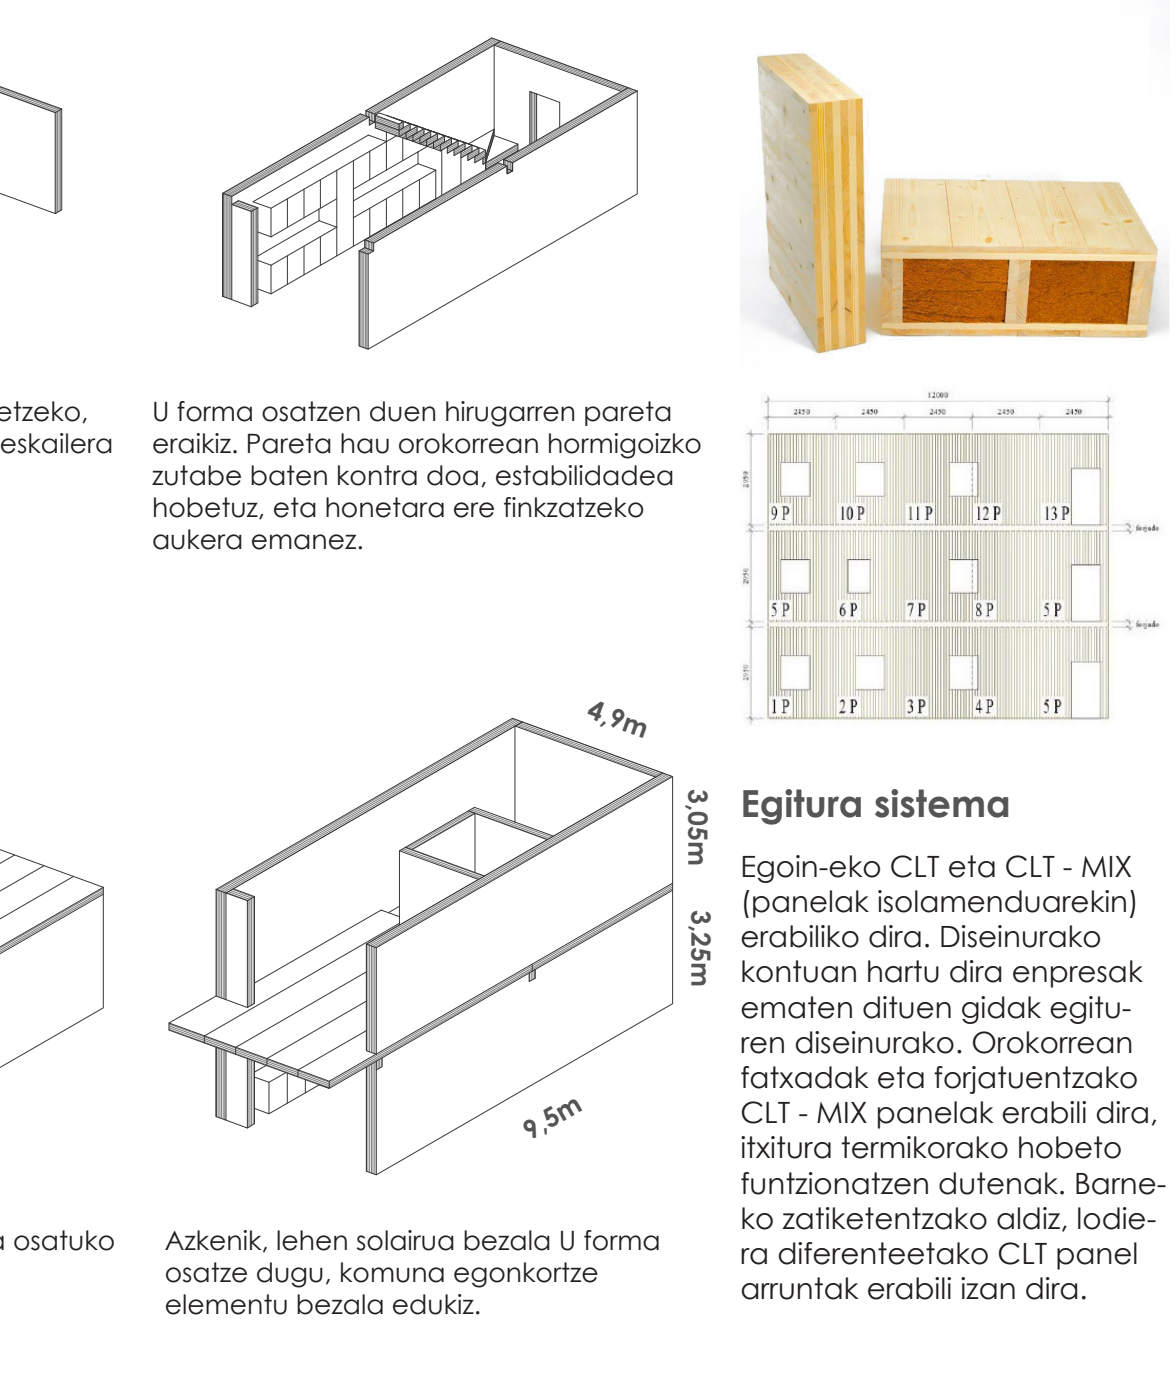 etzeko,
eskailera
U forma osatzen duen hirugarren pareta
eraikiz. Pareta hau orokorrean hormigoizko
zutabe baten kontra doa, estabilidadea
hobetuz, eta honetara ere finkzatzeko
aukera emanez.
12000
2450 2450 2450 2450 2450
2950
9 P 10 P 11 P 12 P 13 P
forjado
2950
5 P 6 P 7 P 8 P 5 P
forjado
2950
1 P 2 P 3 P 4 P 5 P
4,9m
3,05m
3,25m
9,5m
a osatuko
Azkenik, lehen solairua bezala U forma
osatze dugu, komuna egonkortze
elementu bezala edukiz.
Egitura sistema
Egoin-eko CLT eta CLT - MIX
(panelak isolamenduarekin)
erabiliko dira. Diseinurako
kontuan hartu dira enpresak
ematen dituen gidak egitu-
ren diseinurako. Orokorrean
fatxadak eta forjatuentzako
CLT - MIX panelak erabili dira,
itxitura termikorako hobeto
funtzionatzen dutenak. Barne-
ko zatiketentzako aldiz, lodie-
ra diferenteetako CLT panel
arruntak erabili izan dira.